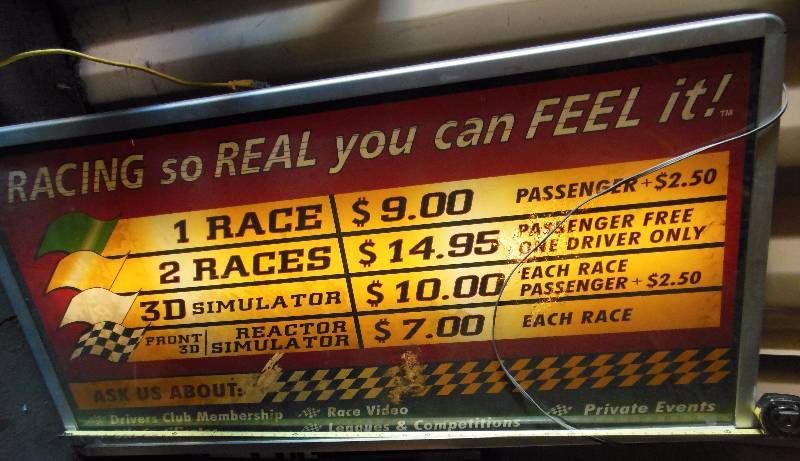 RACING so REAL you can FEEL it!™
1 RACE $ 9.00 PASSENGER + $2.50
2 RACES $ 14.95 PASSENGER FREE
ONE DRIVER ONLY
3D SIMULATOR $ 10.00 EACH RACE
PASSENGER + $2.50
FRONT 3D REACTOR SIMULATOR $ 7.00 EACH RACE
ASK US ABOUT:
Drivers Club Membership Race Video Private Events
Leagues & Competitions